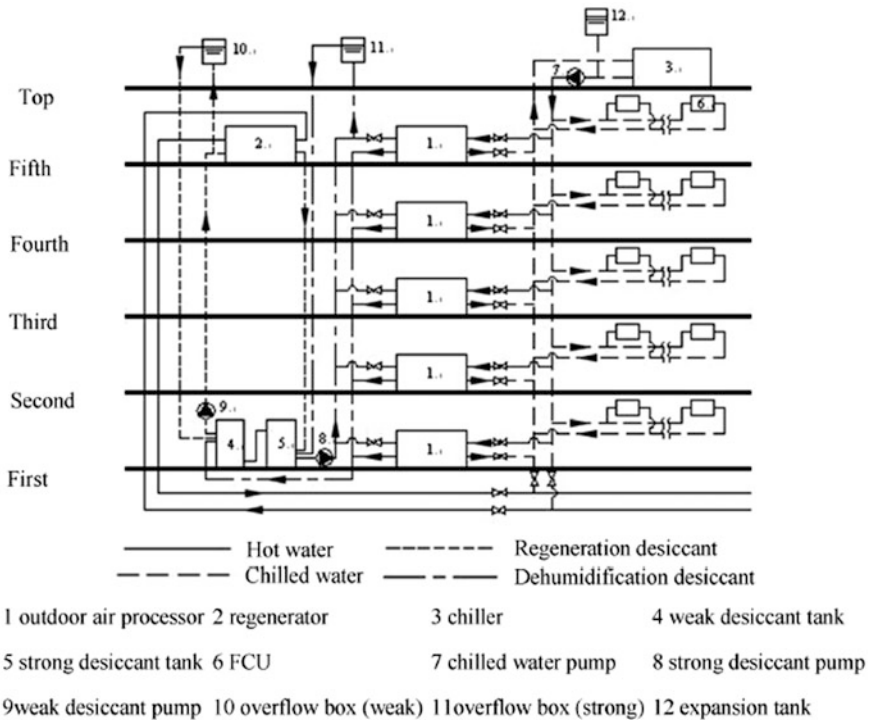 10.
11.
12.
7
3.
Top
6.
2.
1.
Fifth
1.
Fourth
1.
Third
1.
Second
9.
4.
5.
8.
1.
First
Hot water
Regeneration desiccant
Chilled water
Dehumidification desiccant
1 outdoor air processor 2 regenerator 3 chiller 4 weak desiccant tank
5 strong desiccant tank 6 FCU 7 chilled water pump 8 strong desiccant pump
9weak desiccant pump 10 overflow box (weak) 11overflow box (strong) 12 expansion tank